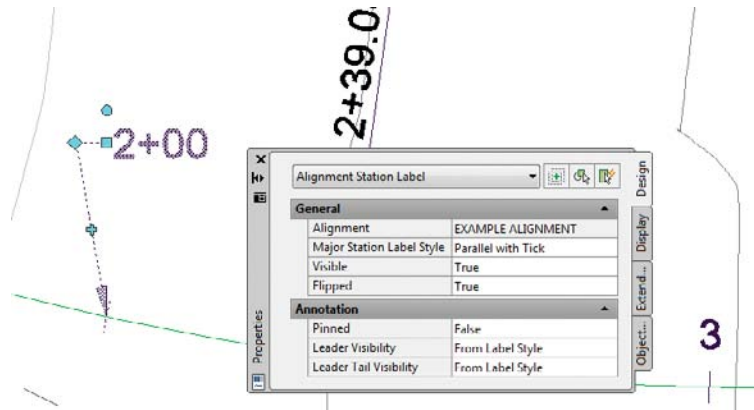 2+00
2+39.0
Alignment Station Label
General
Alignment EXAMPLE ALIGNMENT
Major Station Label Style Parallel with Tick
Visible True
Flipped True
Annotation
Pinned False
Leader Visibility From Label Style
Leader Tail Visibility From Label Style
Properties
Design
Display
Extend...
Object...
3